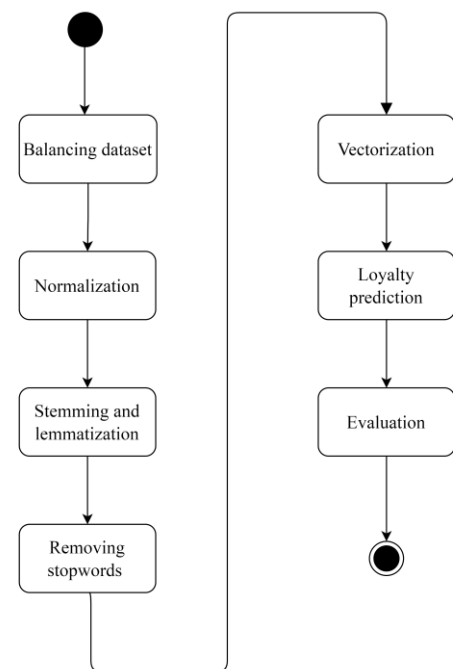 Balancing dataset
Normalization
Stemming and
lemmatization
Removing
stopwords
Vectorization
Loyalty
prediction
Evaluation